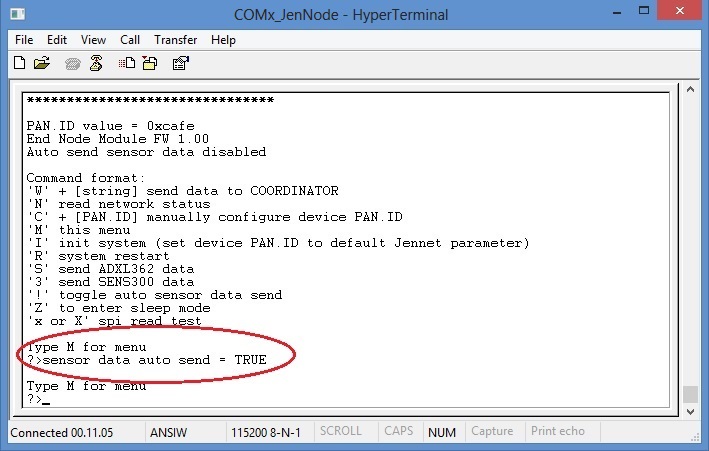 COMx_JenNode - HyperTerminal
File Edit View Call Transfer Help
*******************************
PAN.ID value = 0xcafe
End Node Module FW 1.00
Auto send sensor data disabled
Command format:
'W' + [string] send data to COORDINATOR
'N' read network status
'C' + [PAN.ID] manually configure device PAN.ID
'M' this menu
'I' init system (set device PAN.ID to default Jennet parameter)
'R' system restart
'S' send ADXL362 data
'3' send SENS300 data
'!' toggle auto sensor data send
'Z' to enter sleep mode
'x or X' spi read test
Type M for menu
?>sensor data auto send = TRUE
Type M for menu
?>_
Connected 00.11.05 ANSIW 115200 8-N-1 SCROLL CAPS NUM Capture Print echo